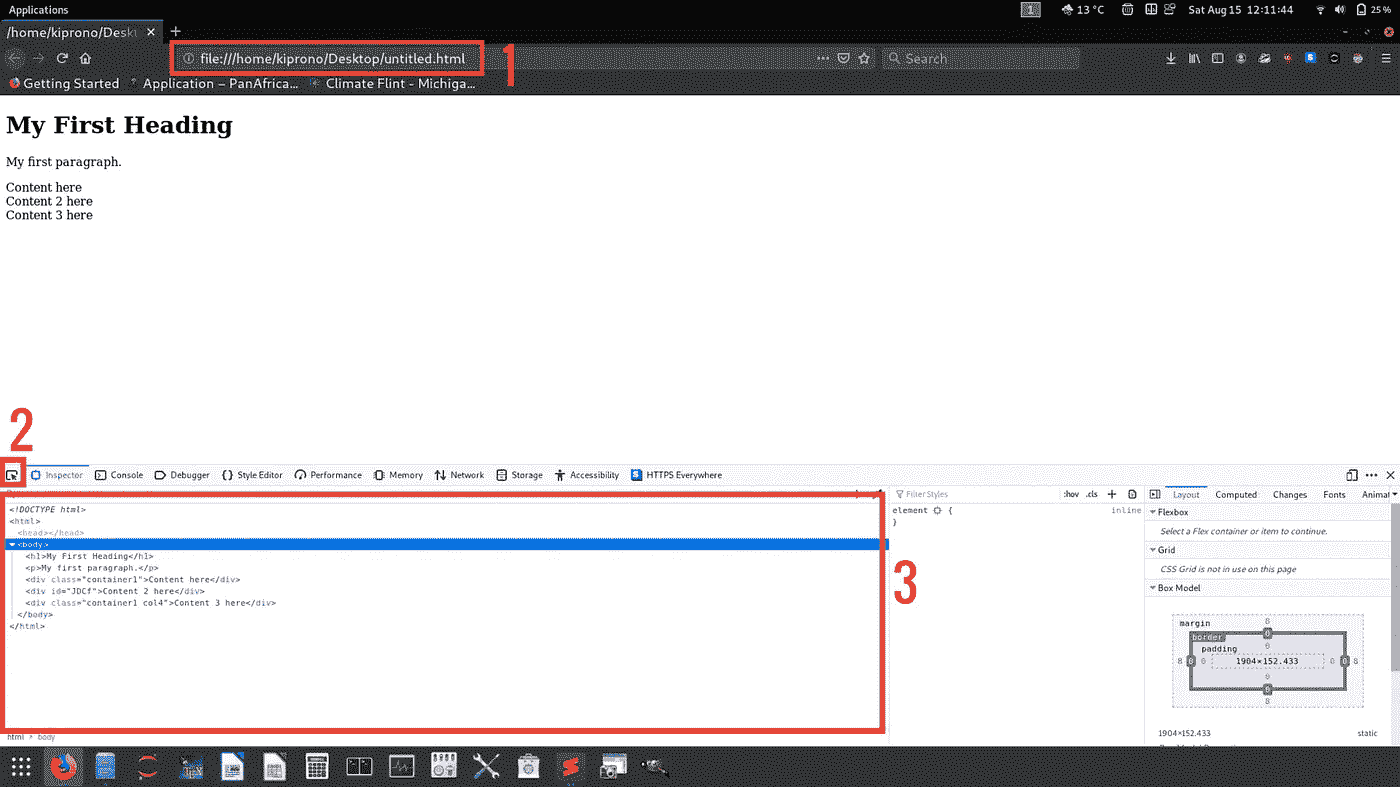 Applications
1
13 °C
Sat Aug 15 12:11:44
25 %
/home/kiprono/Deskt
file:///home/kiprono/Desktop/untitled.html
Search
1
Getting Started
Application – PanAfrica...
Climate Flint - Michiga...
My First Heading
My first paragraph.
Content here
Content 2 here
Content 3 here
2
Inspector Console Debugger {} Style Editor Performance Memory Network Storage Accessibility HTTPS Everywhere
Filter Styles :hov .cls + Layout Computed Changes Fonts Animat
<!DOCTYPE html>
<html>
<head></head>
<body>
<h1>My First Heading</h1>
<p>My first paragraph.</p>
<div class="container1">Content here</div>
<div id="JDCf">Content 2 here</div>
<div class="container1 col4">Content 3 here</div>
</body>
</html>
html > body
element { inline
}
3
Flexbox
Select a Flex container or item to continue.
Grid
CSS Grid is not in use on this page
Box Model
margin 8
border 0
padding 0
8 0 0 1904×152.433 0 0 8
0
0
8
1904×152.433 static